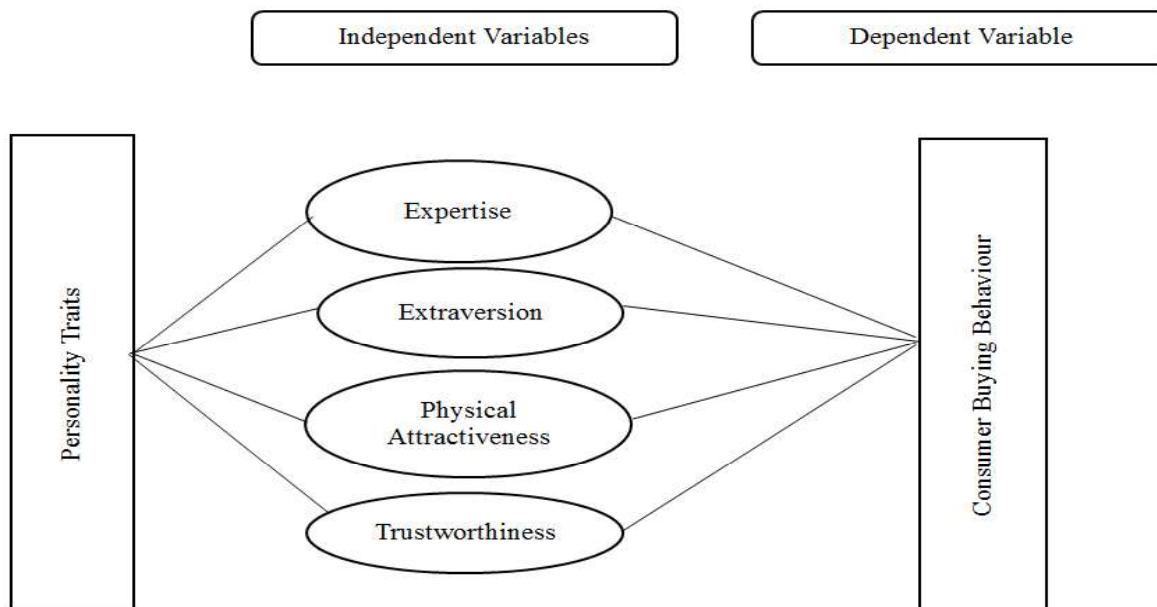 Independent Variables
Dependent Variable
Personality Traits
Expertise
Extraversion
Physical
Attractiveness
Trustworthiness
Consumer Buying Behaviour